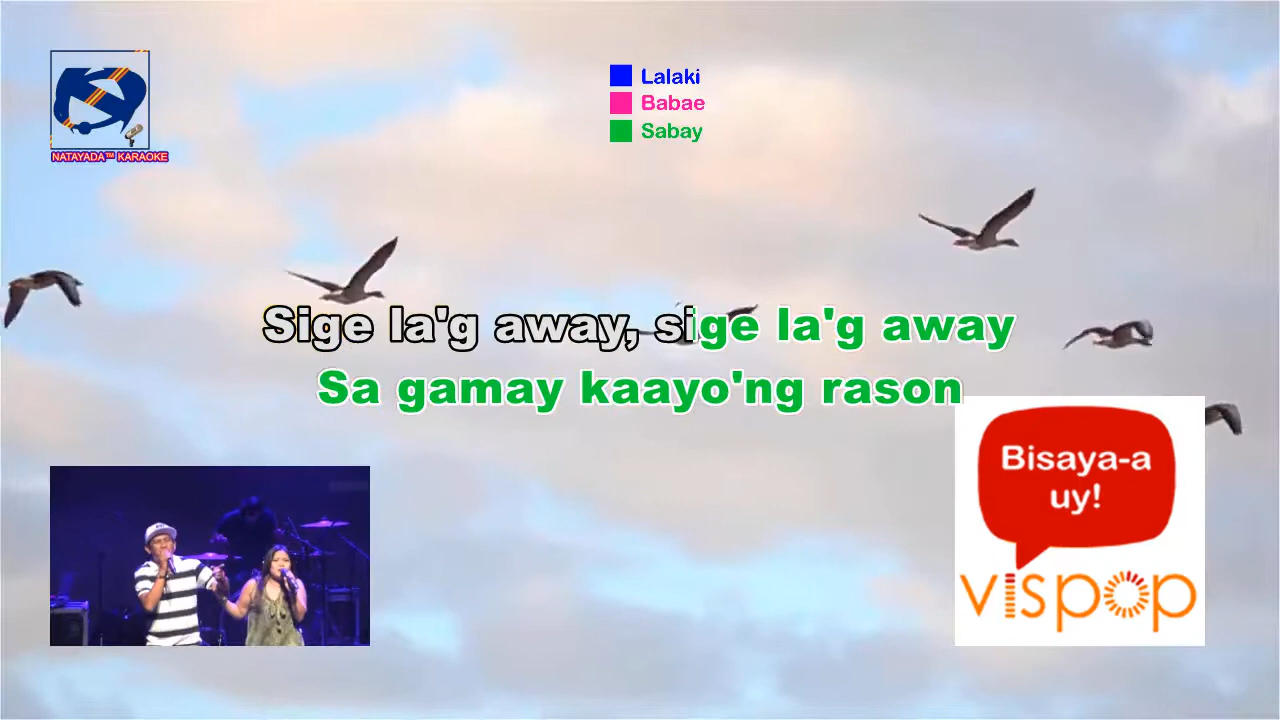 NATAYADA™ KARAOKE
Lalaki
Babae
Sabay
Sige la'g away, sige la'g away
Sa gamay kaayo'ng rason
Bisaya-a
uy!
vispop